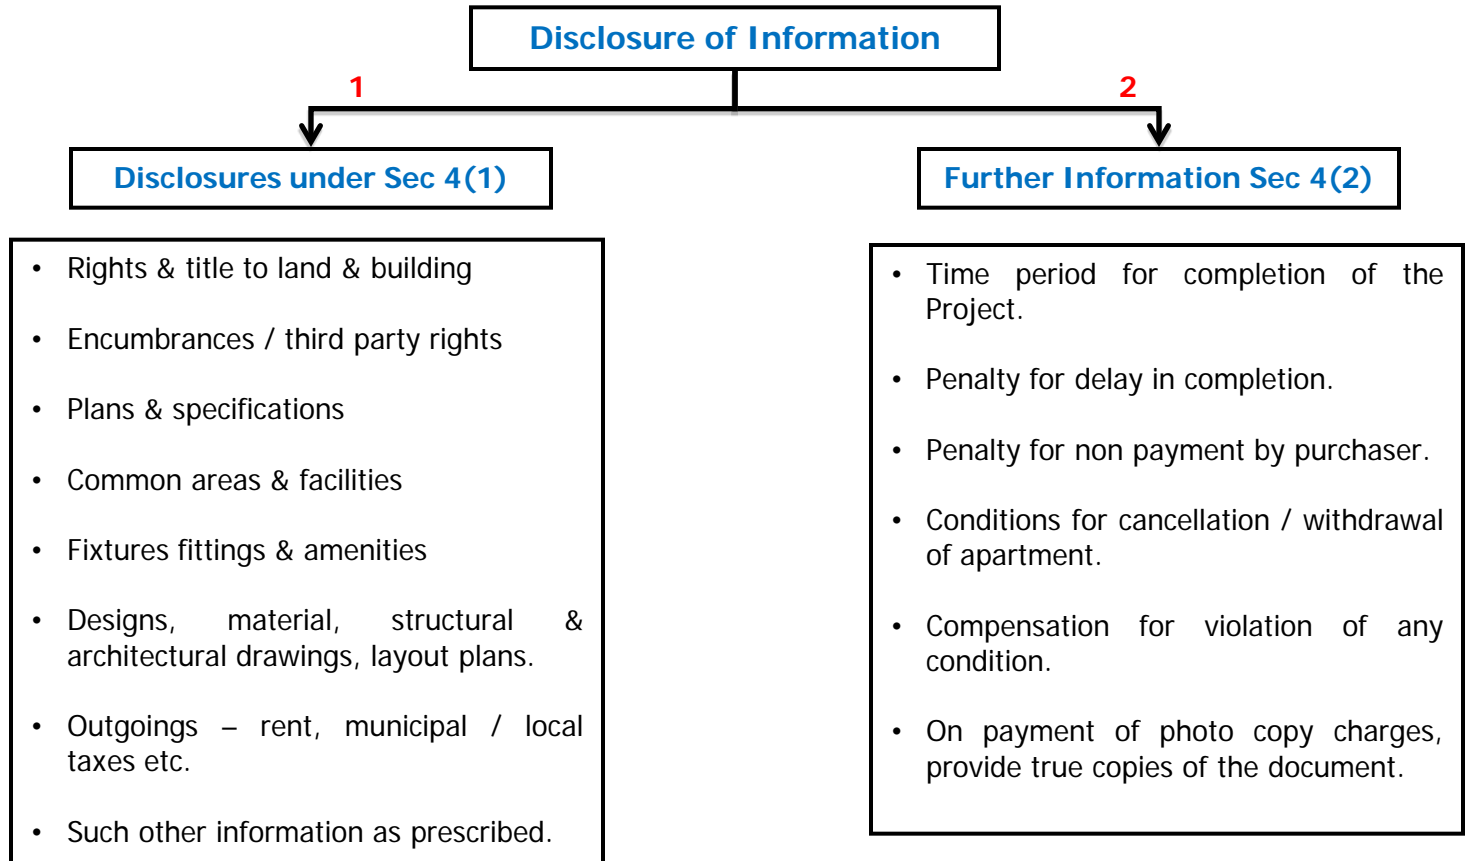 Disclosure of Information
1
2
Disclosures under Sec 4(1)
Further Information Sec 4(2)
• Rights & title to land & building
• Encumbrances / third party rights
• Plans & specifications
• Common areas & facilities
• Fixtures fittings & amenities
• Designs, material, structural &
architectural drawings, layout plans.
• Outgoings – rent, municipal / local
taxes etc.
• Such other information as prescribed.
• Time period for completion of the
Project.
• Penalty for delay in completion.
• Penalty for non payment by purchaser.
• Conditions for cancellation / withdrawal
of apartment.
• Compensation for violation of any
condition.
• On payment of photo copy charges,
provide true copies of the document.